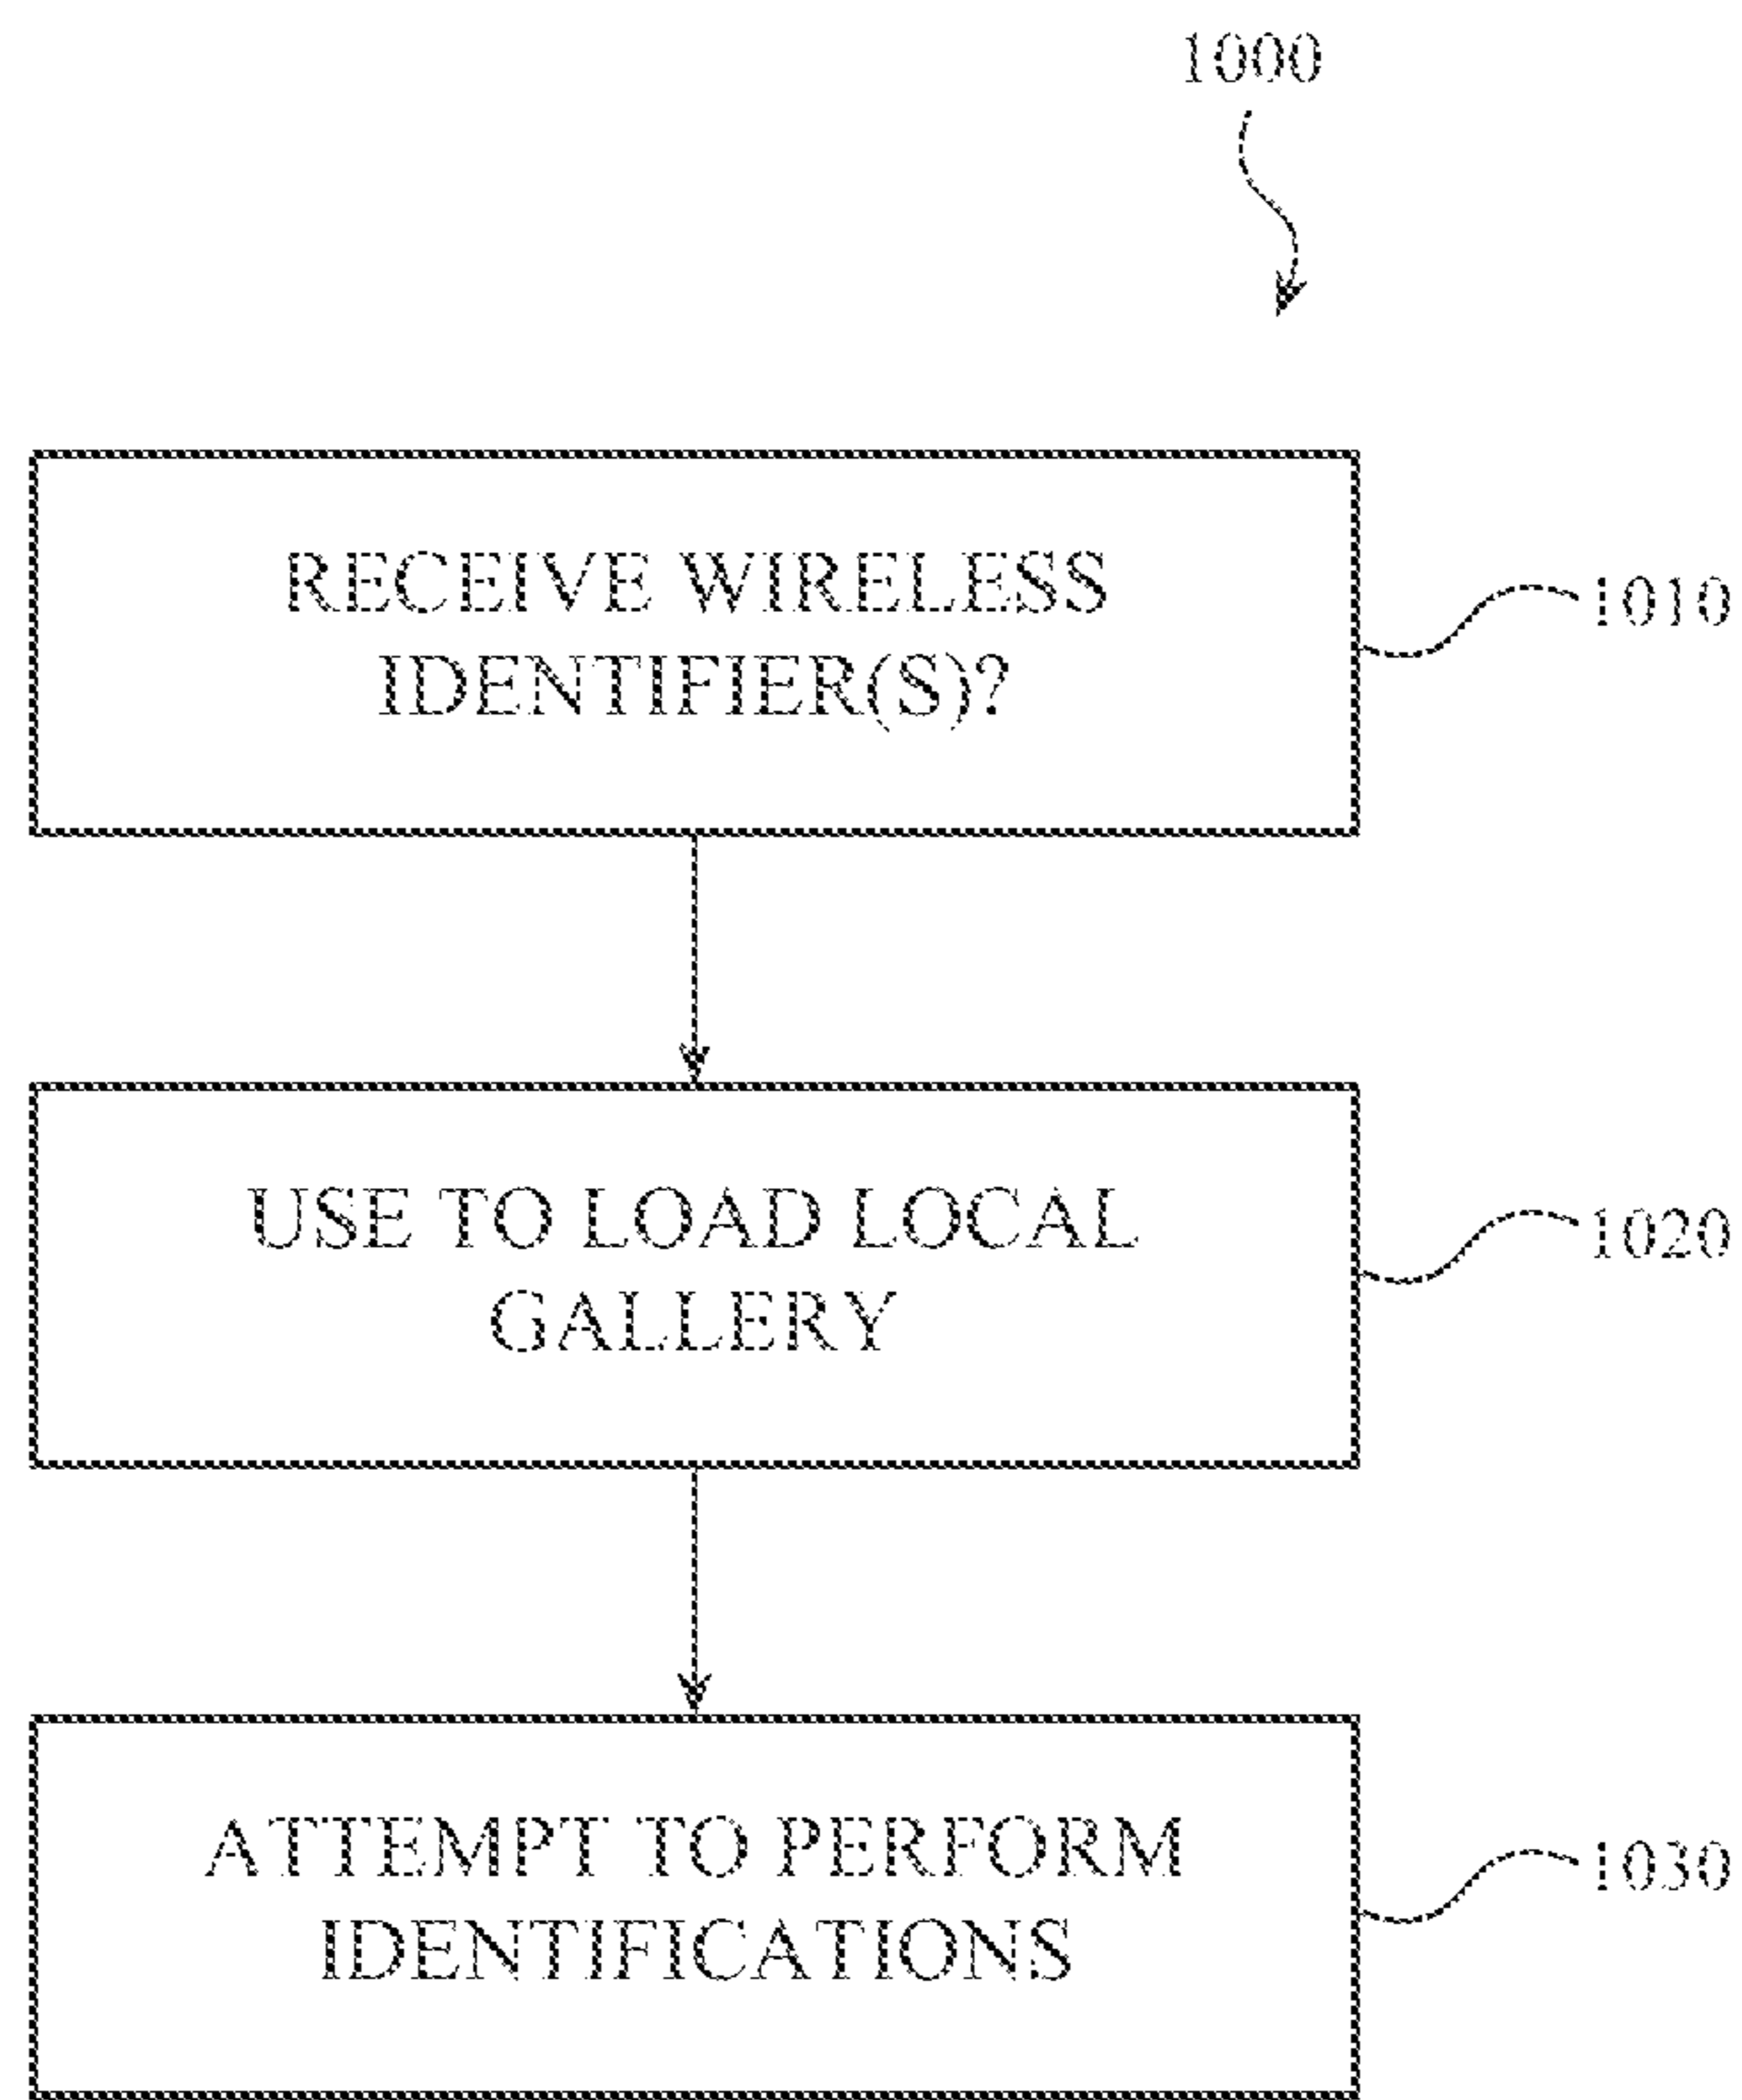 1000
RECEIVE WIRELESS
IDENTIFIER(S)?
1010
USE TO LOAD LOCAL
GALLERY
1020
ATTEMPT TO PERFORM
IDENTIFICATIONS
1030